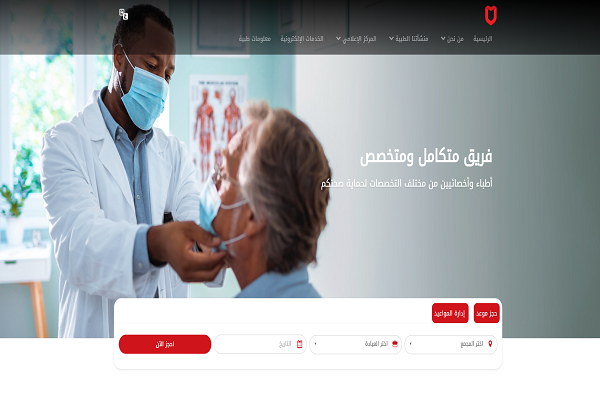 الرئيسية من نحن منشآتنا الطبية المركز الإعلامي الخدمات الإلكترونية معلومات طبية
فريق متكامل ومتخصص
أطباء وأخصائيين من مختلف التخصصات لحماية صحتكم
حجز موعد إدارة المواعيد
اختر المجمع اختر العيادة التاريخ احجز الآن